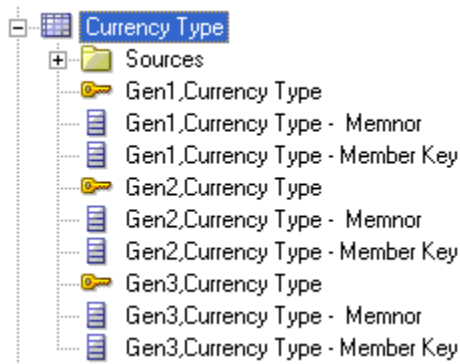 Currency Type
Sources
Gen1,Currency Type
Gen1,Currency Type - Memnor
Gen1,Currency Type - Member Key
Gen2,Currency Type
Gen2,Currency Type - Memnor
Gen2,Currency Type - Member Key
Gen3,Currency Type
Gen3,Currency Type - Memnor
Gen3,Currency Type - Member Key